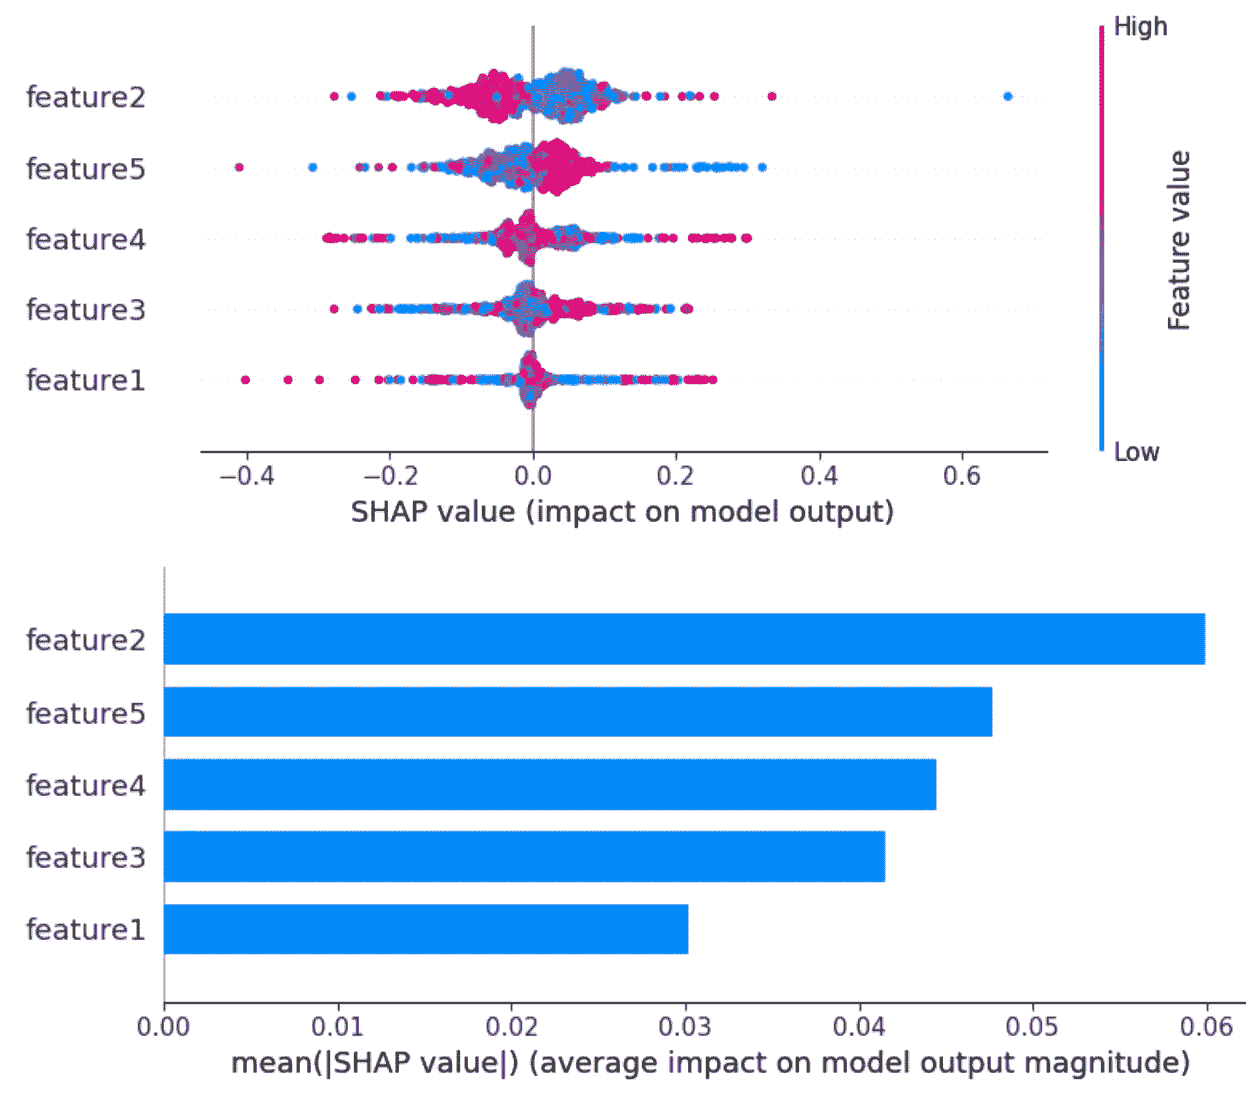 High
feature2
feature5
feature4
feature3
feature1
Feature value
Low
−0.4 −0.2 0.0 0.2 0.4 0.6
SHAP value (impact on model output)
feature2
feature5
feature4
feature3
feature1
0.00 0.01 0.02 0.03 0.04 0.05 0.06
mean(|SHAP value|) (average impact on model output magnitude)